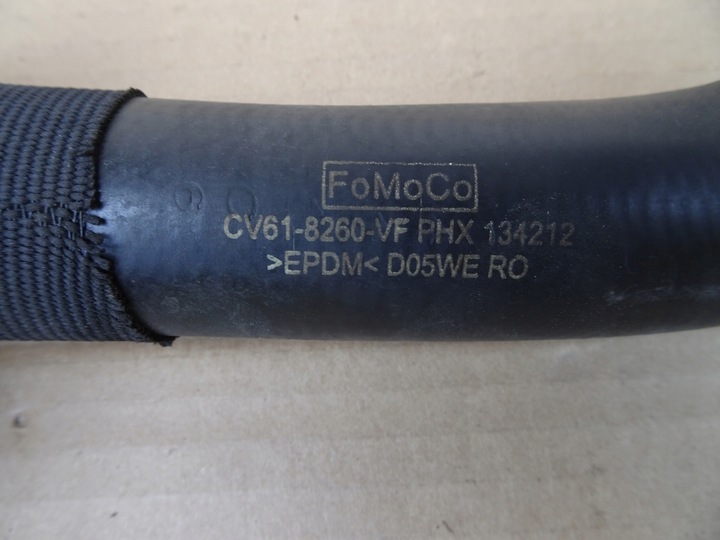 FoMoCo
CV61-8260-VF PHX 134212
>EPDM< D05WE RO